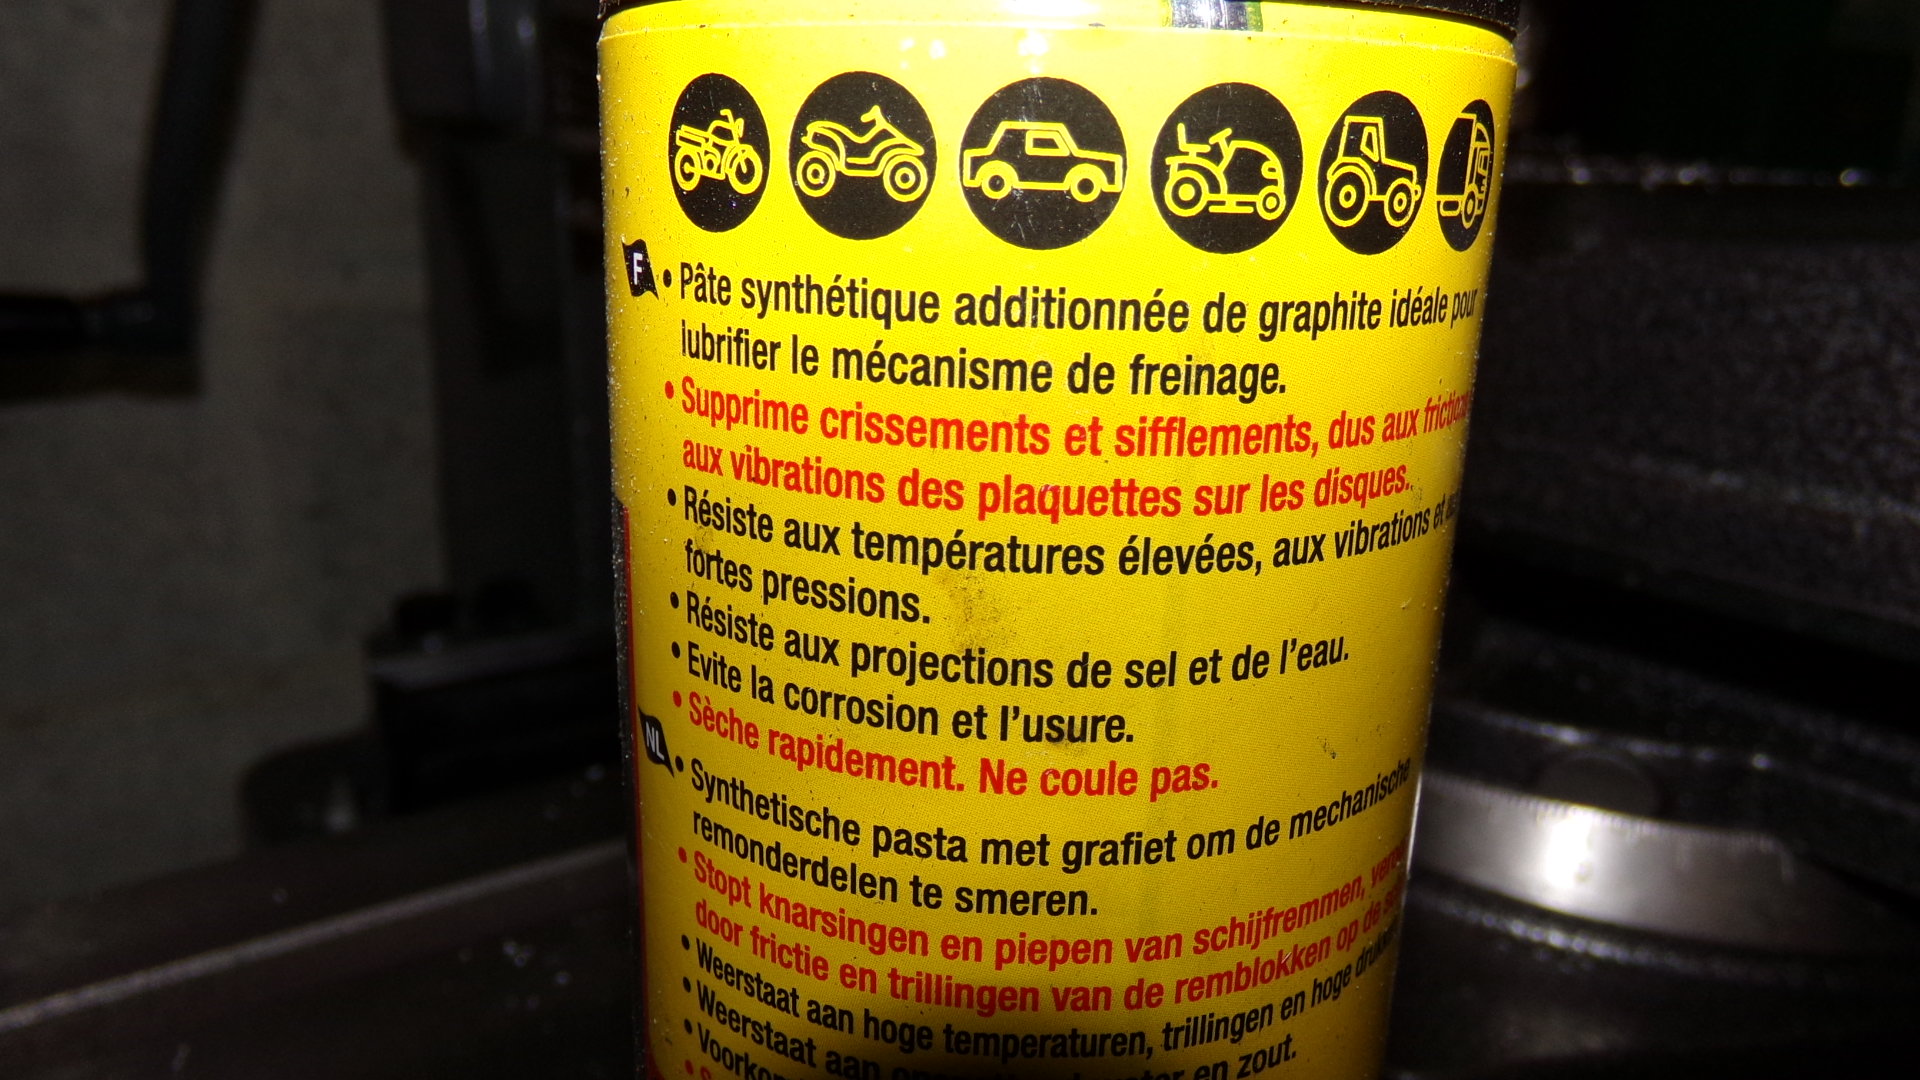 F
• Pâte synthétique additionnée de graphite idéale pour
lubrifier le mécanisme de freinage.
• Supprime crissements et sifflements, dus aux
aux vibrations des plaquettes sur les disques.
• Résiste aux températures élevées, aux vibrations et
fortes pressions.
• Résiste aux projections de sel et de l'eau.
• Evite la corrosion et l'usure.
• Sèche rapidement. Ne coule pas.
NL
• Synthetische pasta met grafiet om de mechanische
remonderdelen te smeren.
• Stopt knarsingen en piepen van schijfremmen,
door frictie en trillingen van de remblokken op de
• Weerstaat aan hoge temperaturen, trillingen en hoge
• Weerstaat aan en zout.